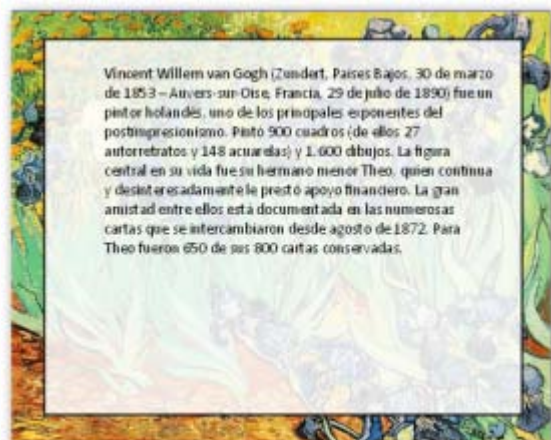 Vincent Willem van Gogh (Zundert, Países Bajos, 30 de marzo
de 1853 – Auvers-sur-Oise, Francia, 29 de julio de 1890) fue un
pintor holandés, uno de los principales exponentes del
postimpresionismo. Pintó 900 cuadros (de ellos 27
autorretratos y 148 acuarelas) y 1.600 dibujos. La figura
central en su vida fue su hermano menor Theo, quien continua
y desinteresadamente le prestó apoyo financiero. La gran
amistad entre ellos está documentada en las numerosas
cartas que se intercambiaron desde agosto de 1872. Para
Theo fueron 650 de sus 800 cartas conservadas.